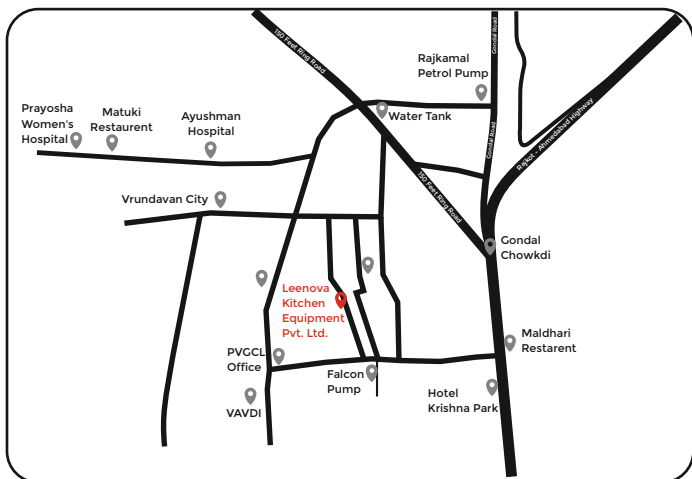 150 Feet Ring Road
Gondal Road
Rajkamal
Petrol Pump
Rajkot - Ahmedabad Highway
Prayosha
Women's
Hospital
Matuki
Restaurent
Ayushman
Hospital
Water Tank
Gondal Road
150 Feet Ring Road
Vrundavan City
Gondal
Chowkdi
Leenova
Kitchen
Equipment
Pvt. Ltd.
Maldhari
Restarent
PVGCL
Office
Falcon
Pump
Hotel
Krishna Park
VAVDI